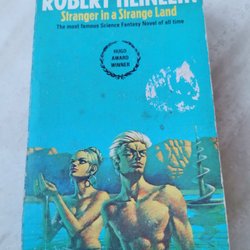 ROBERT HEINLEIN
Stranger in a Strange Land
The most famous Science Fantasy Novel of all time
HUGO
AWARD
WINNER